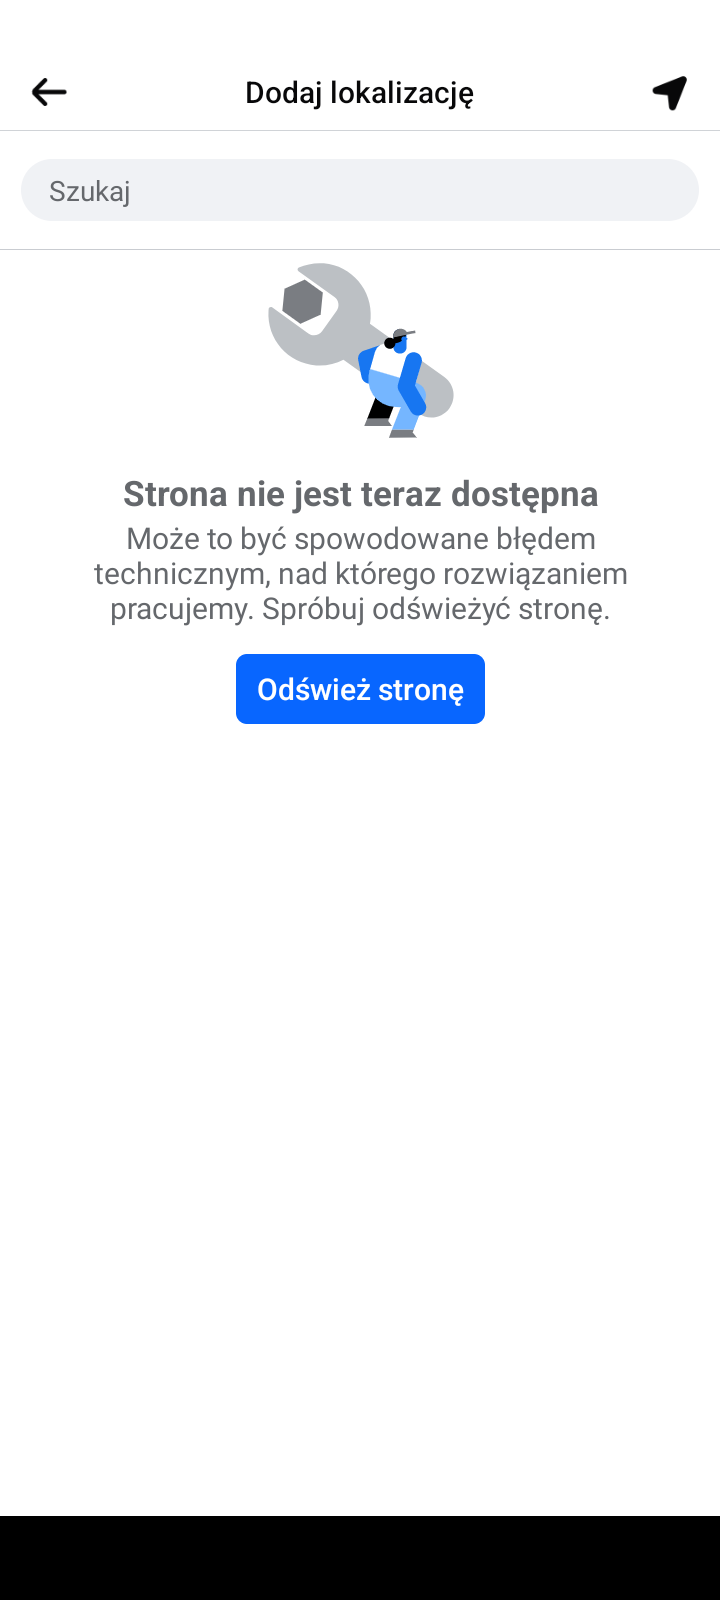 Dodaj lokalizację
Szukaj
Strona nie jest teraz dostępna
Może to być spowodowane błędem
technicznym, nad którego rozwiązaniem
pracujemy. Spróbuj odświeżyć stronę.
Odśwież stronę